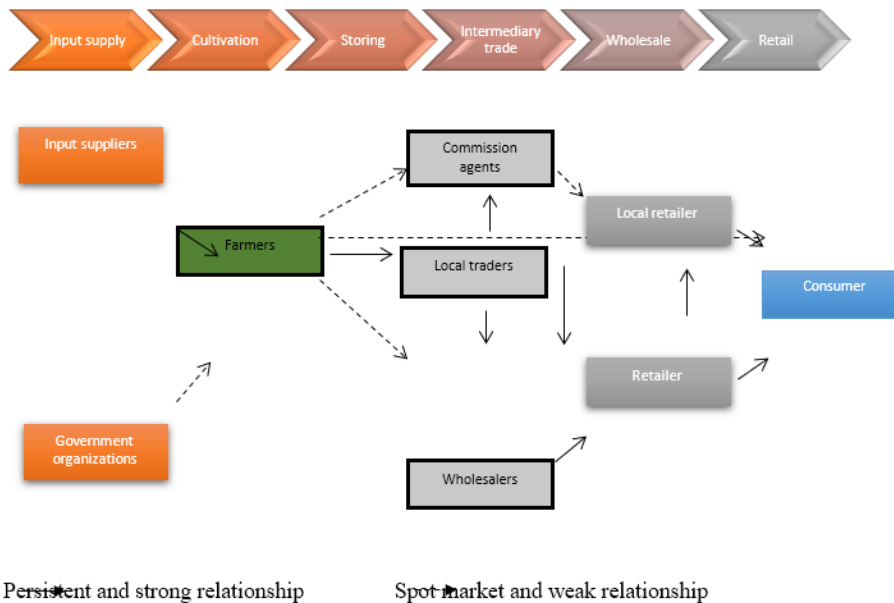 Input supply
Cultivation
Storing
Intermediary
trade
Wholesale
Retail
Input suppliers
Commission
agents
Local retailer
Farmers
Local traders
Consumer
Retailer
Government
organizations
Wholesalers
Persistent and strong relationship
Spot market and weak relationship